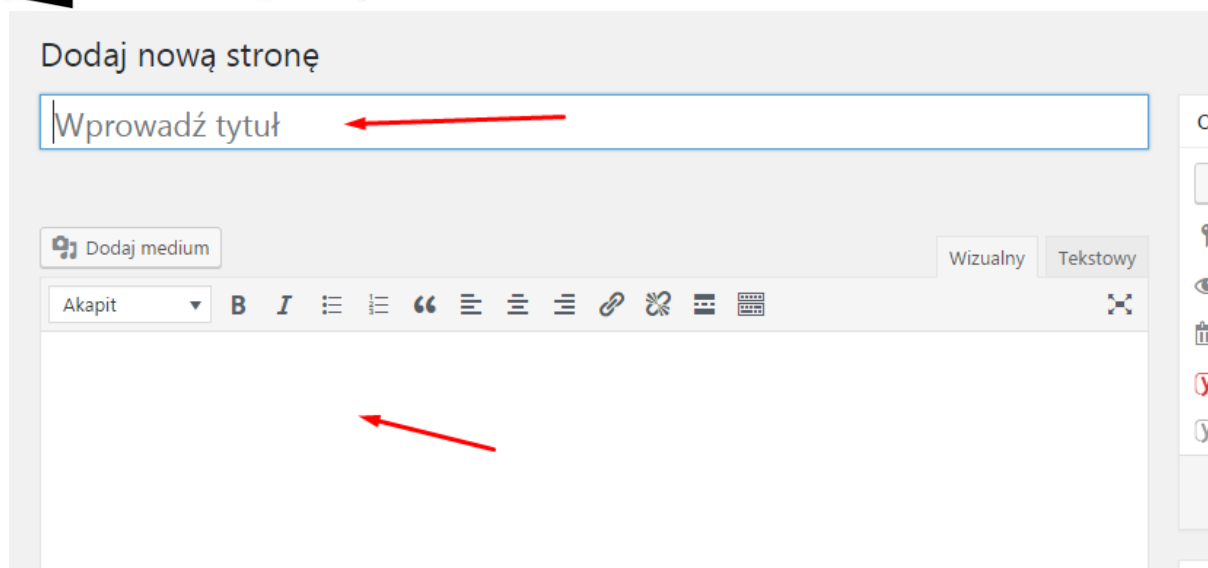 Dodaj nową stronę
Wprowadź tytuł
Dodaj medium
Wizualny Tekstowy
Akapit